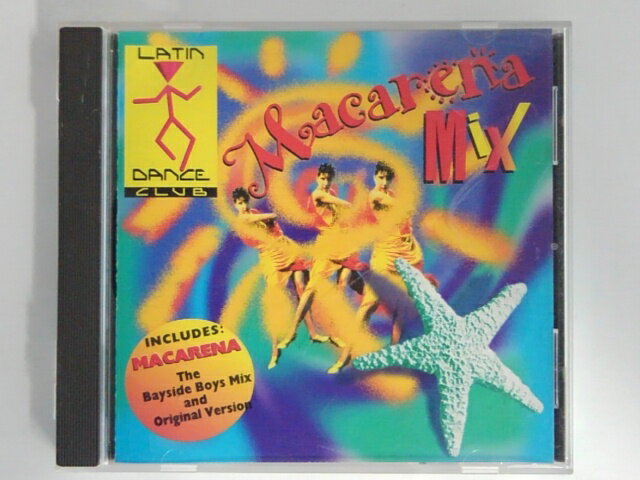 LATIN
DANCE
CLUB
Macarena
Mix
INCLUDES:
MACARENA
The
Bayside Boys Mix
and
Original Version